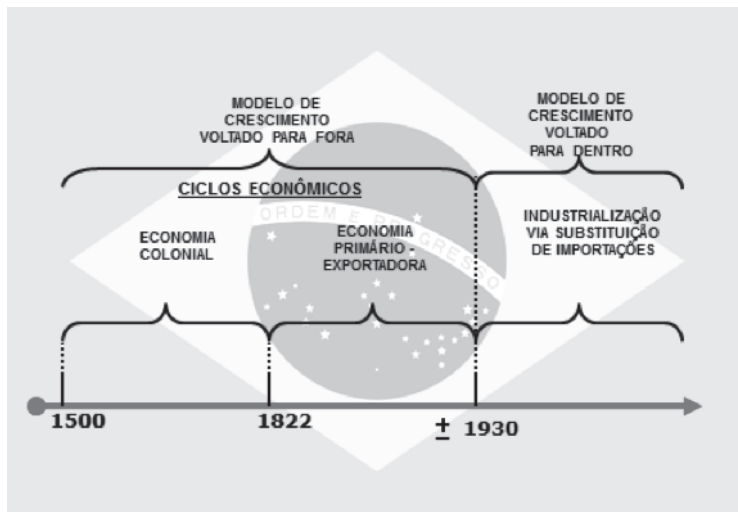 MODELO DE
CRESCIMENTO
VOLTADO PARA FORA
MODELO DE
CRESCIMENTO
VOLTADO
PARA DENTRO
CICLOS ECONÔMICOS
ORDEM E PROGRESSO
ECONOMIA
COLONIAL
ECONOMIA
PRIMÁRIO -
EXPORTADORA
INDUSTRIALIZAÇÃO
VIA SUBSTITUIÇÃO
DE IMPORTAÇÕES
1500
1822
± 1930